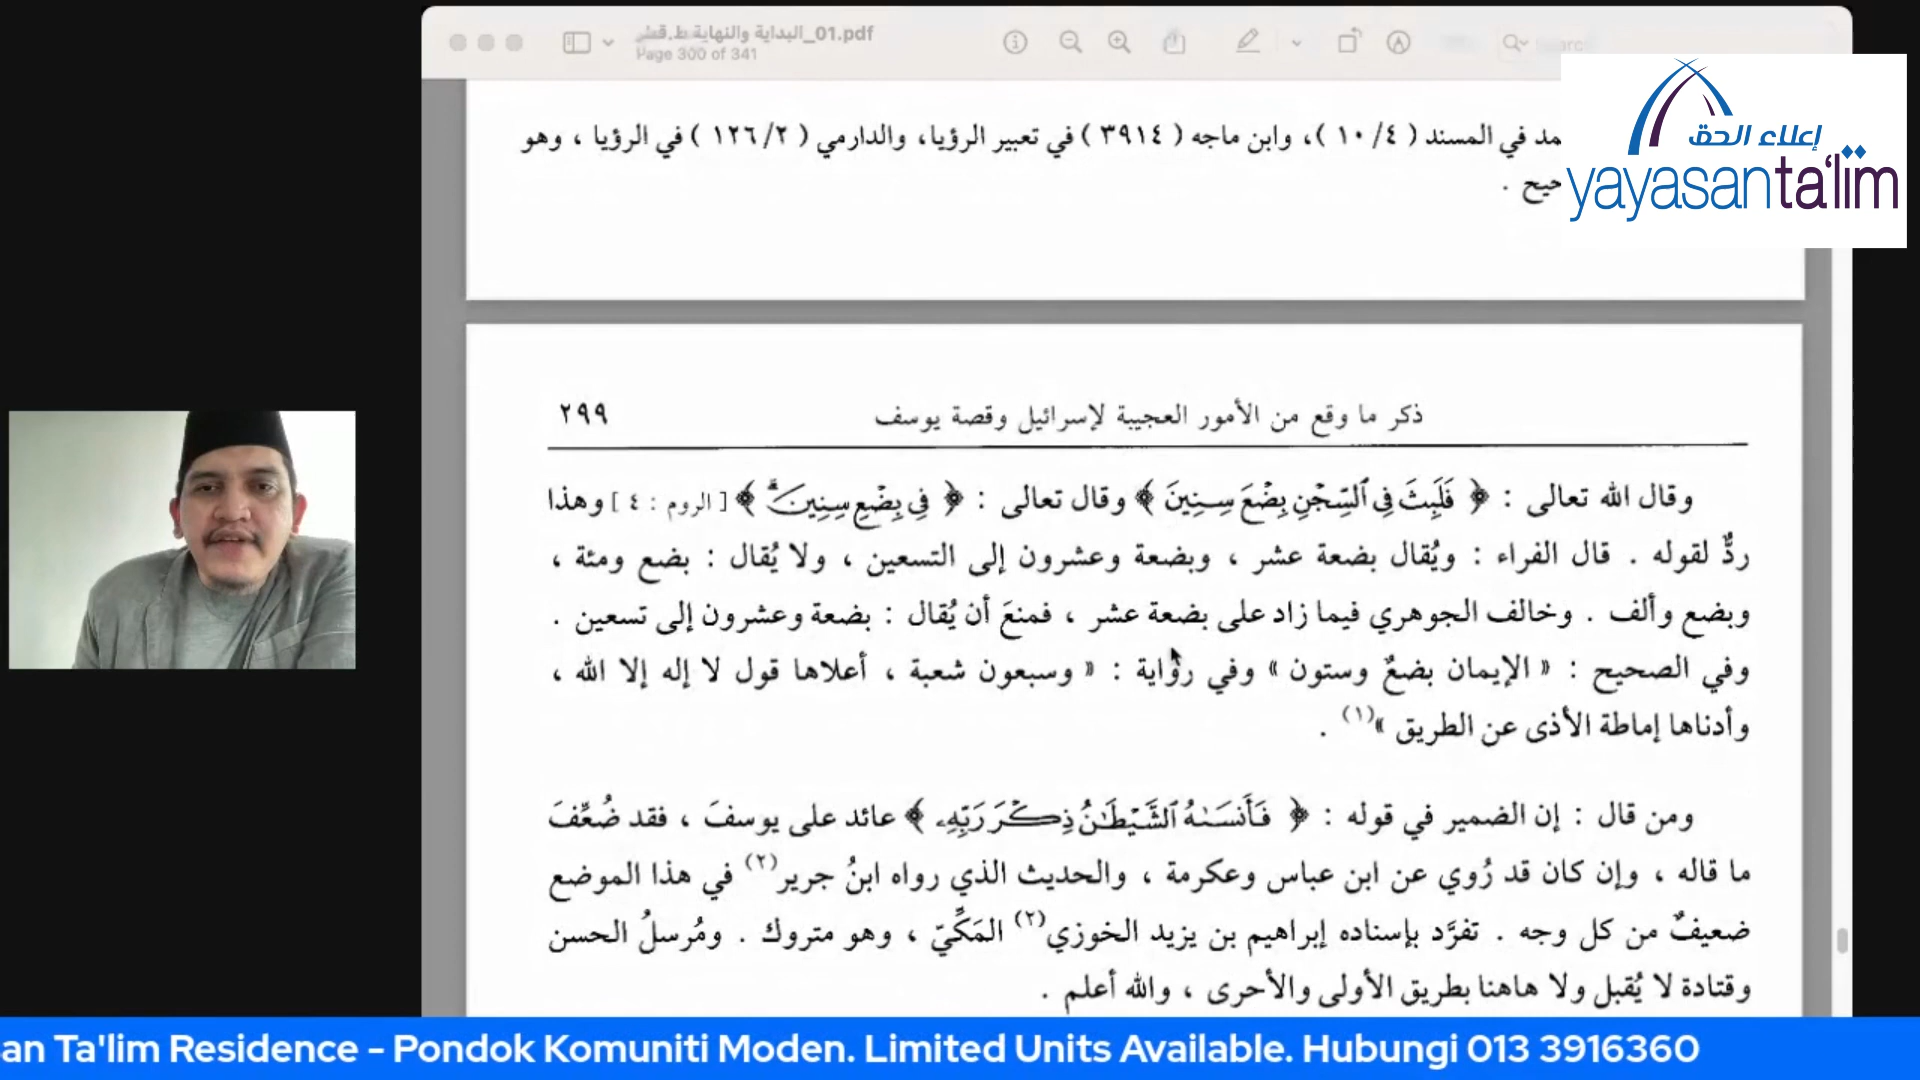 البداية والنهاية ط.قطر_01.pdf
Page 300 of 341
مد في المسند ( ٤/ ١٠ )، وابن ماجه ( ٣٩١٤ ) في تعبير الرؤيا، والدارمي ( ٢/ ١٢٦ ) في الرؤيا ، وهو
حيح .
إعلاء الحق
yayasanta'lim
ذكر ما وقع من الأمور العجيبة لإسرائيل وقصة يوسف ٢٩٩
وقال الله تعالى : ﴿ فَلَبِثَ فِي ٱلسِّجْنِ بِضْعَ سِنِينَ ﴾ وقال تعالى : ﴿ فِي بِضْعِ سِنِينَ ﴾ [ الروم : ٤ ] وهذا
ردٌّ لقوله . قال الفراء : ويُقال بضعة عشر ، وبضعة وعشرون إلى التسعين ، ولا يُقال : بضع ومئة ،
وبضع وألف . وخالف الجوهري فيما زاد على بضعة عشر ، فمنعَ أن يُقال : بضعة وعشرون إلى تسعين .
وفي الصحيح : « الإيمان بضعٌ وستون » وفي رواية : « وسبعون شعبة ، أعلاها قول لا إله إلا الله ،
وأدناها إماطة الأذى عن الطريق »(١) .
ومن قال : إن الضمير في قوله : ﴿ فَأَنسَىٰهُ ٱلشَّيْطَٰنُ ذِكْرَ رَبِّهِۦ ﴾ عائد على يوسفَ ، فقد ضُعِّفَ
ما قاله ، وإن كان قد رُوي عن ابن عباس وعكرمة ، والحديث الذي رواه ابنُ جرير(٢) في هذا الموضع
ضعيفٌ من كل وجه . تفرَّد بإسناده إبراهيم بن يزيد الخوزي(٢) المَكِّيّ ، وهو متروك . ومُرسلُ الحسن
وقتادة لا يُقبل ولا هاهنا بطريق الأولى والأحرى ، والله أعلم .
an Ta'lim Residence - Pondok Komuniti Moden. Limited Units Available. Hubungi 013 3916360